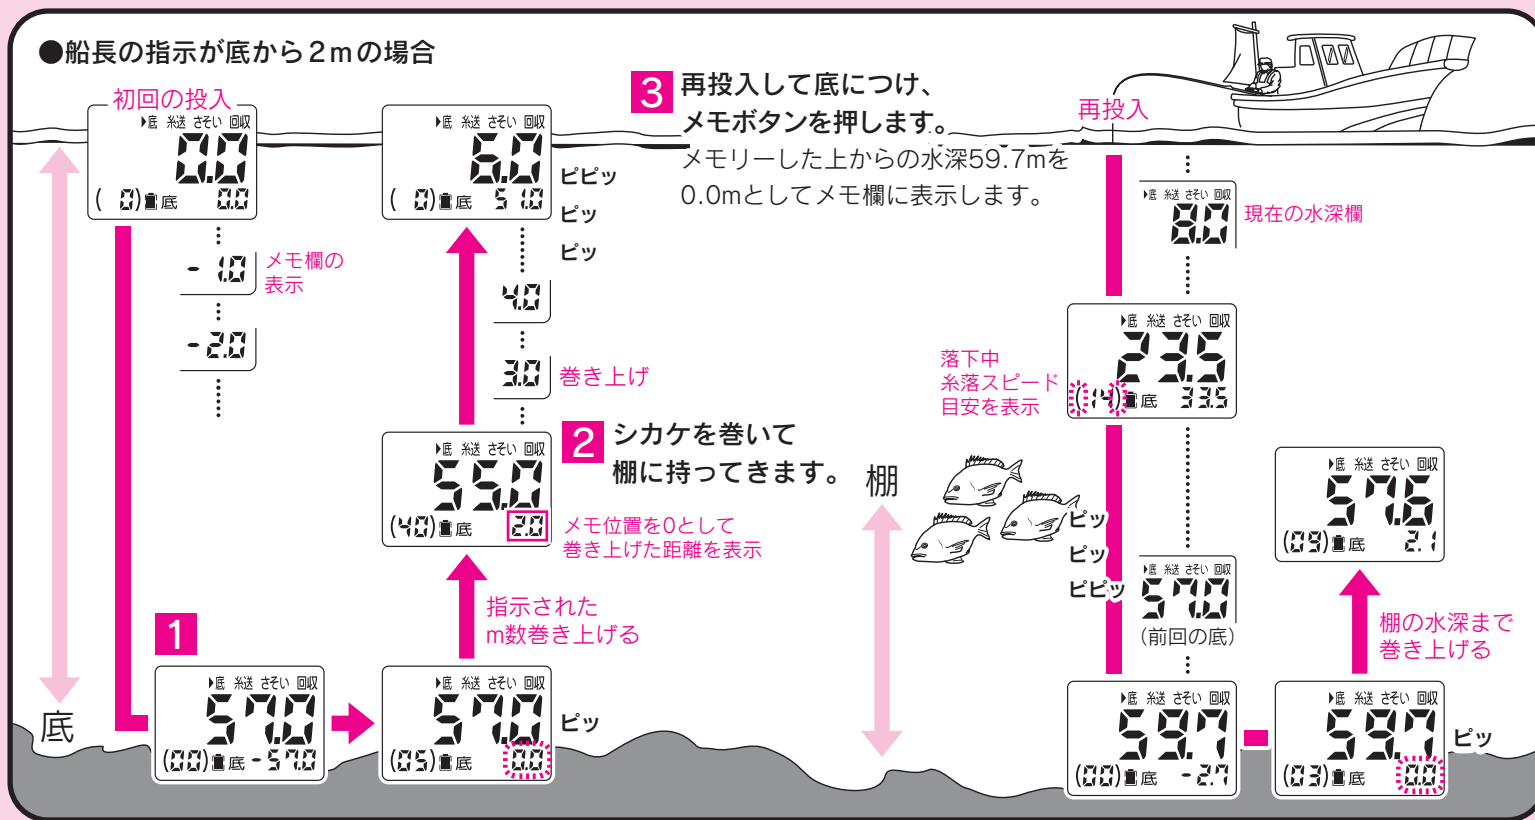 ●船長の指示が底から2mの場合
初回の投入
▶底 糸送 さそい 回収
0.0
( 0) 底 0.0
- 1.0
メモ欄の
表示
- 2.0
底
1
▶底 糸送 さそい 回収
57.0
(00) 底 - 57.0
▶底 糸送 さそい 回収
57.0
(05) 底 0.0
ピッ
指示された
m数巻き上げる
▶底 糸送 さそい 回収
55.0
(40) 底 2.0
メモ位置を0として
巻き上げた距離を表示
2 シカケを巻いて
棚に持ってきます。
3.0
巻き上げ
4.0
▶底 糸送 さそい 回収
6.0
( 0) 底 51.0
ピピッ
ピッ
ピッ
3 再投入して底につけ、
メモボタンを押します。
メモリーした上からの水深59.7mを
0.0mとしてメモ欄に表示します。
再投入
▶底 糸送 さそい 回収
8.0
現在の水深欄
▶底 糸送 さそい 回収
23.5
(14) 底 33.5
落下中
糸落スピード
目安を表示
棚
ピッ
ピッ
ピピッ
▶底 糸送 さそい 回収
57.0
(前回の底)
▶底 糸送 さそい 回収
59.7
(00) 底 - 2.7
▶底 糸送 さそい 回収
59.7
(03) 底 0.0
ピッ
棚の水深まで
巻き上げる
▶底 糸送 さそい 回収
57.6
(09) 底 2.1